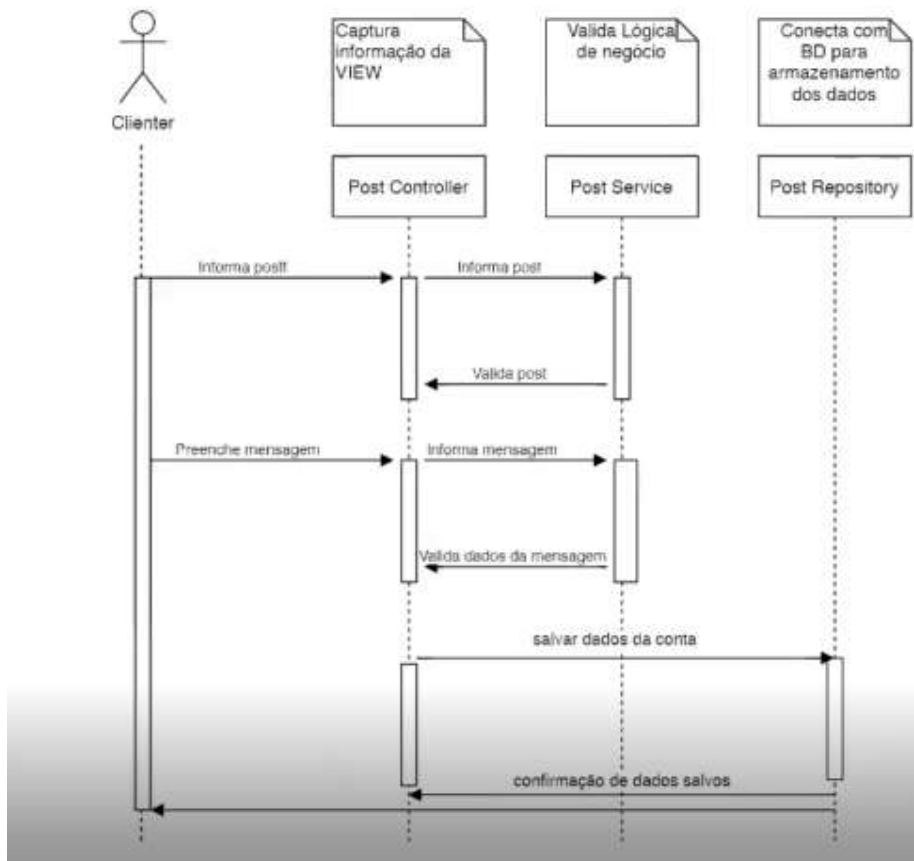 Captura
informação da
VIEW
Valida Lógica
de negócio
Conecta com
BD para
armazenamento
dos dados
Clienter
Post Controller
Post Service
Post Repository
Informa postt
Informa post
Valida post
Preenche mensagem
Informa mensagem
Valida dados da mensagem
salvar dados da conta
confirmação de dados salvos